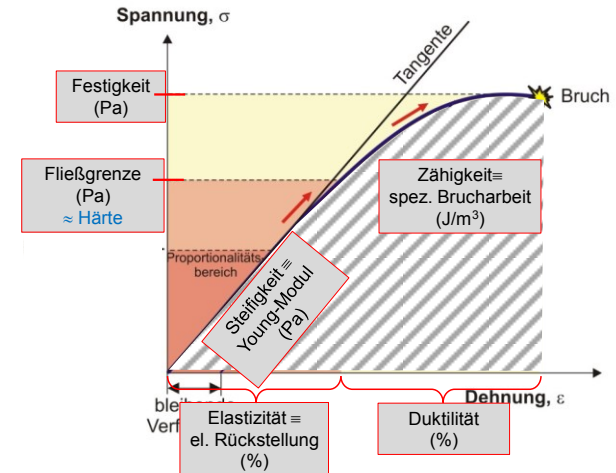 Spannung, σ
Tangente
Festigkeit
(Pa)
Bruch
Fließgrenze
(Pa)
≈ Härte
Zähigkeit≡
spez. Brucharbeit
(J/m³)
Proportionalitäts-
bereich
Steifigkeit ≡
Young-Modul
(Pa)
Dehnung, ε
Elastizität ≡
el. Rückstellung
(%)
Duktilität
(%)